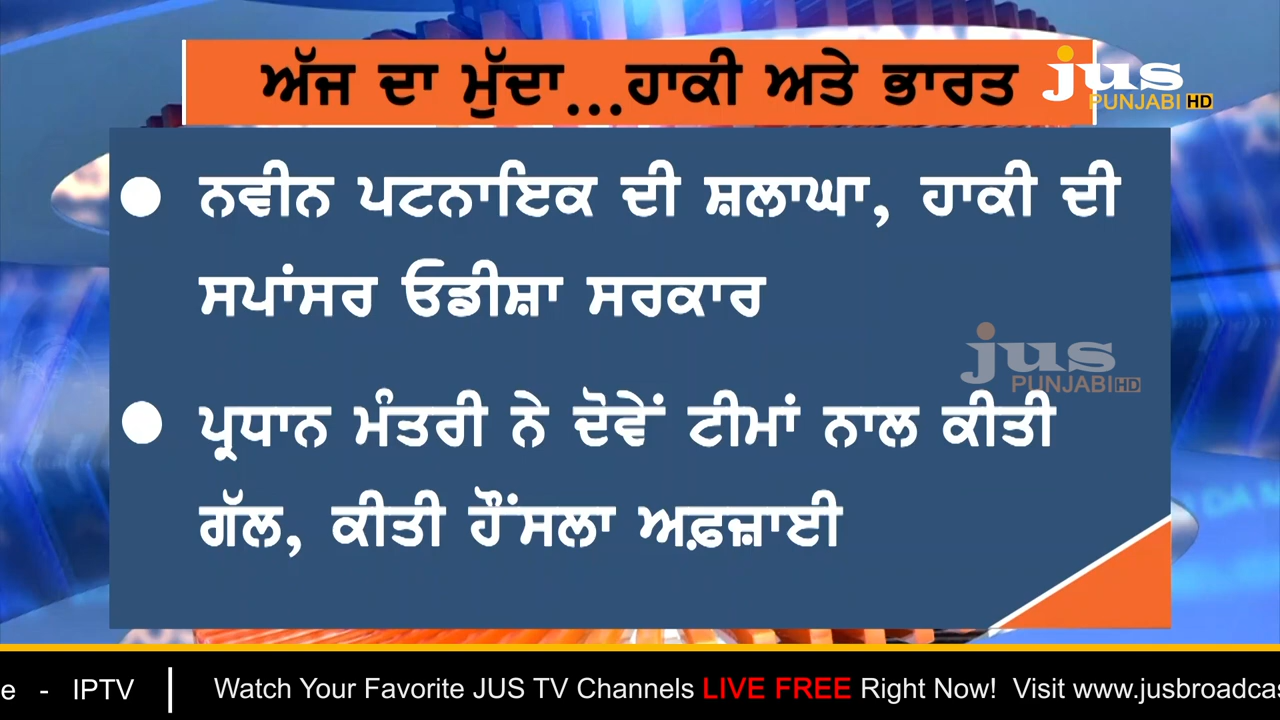 ਅੱਜ ਦਾ ਮੁੱਦਾ...ਹਾਕੀ ਅਤੇ ਭਾਰਤ
jus
PUNJABI HD
ਨਵੀਨ ਪਟਨਾਇਕ ਦੀ ਸ਼ਲਾਘਾ, ਹਾਕੀ ਦੀ
ਸਪਾਂਸਰ ਓਡੀਸ਼ਾ ਸਰਕਾਰ
jus
PUNJABI HD
ਪ੍ਰਧਾਨ ਮੰਤਰੀ ਨੇ ਦੋਵੇਂ ਟੀਮਾਂ ਨਾਲ ਕੀਤੀ
ਗੱਲ, ਕੀਤੀ ਹੌਂਸਲਾ ਅਫ਼ਜ਼ਾਈ
e - IPTV | Watch Your Favorite JUS TV Channels LIVE FREE Right Now! Visit www.jusbroadcas